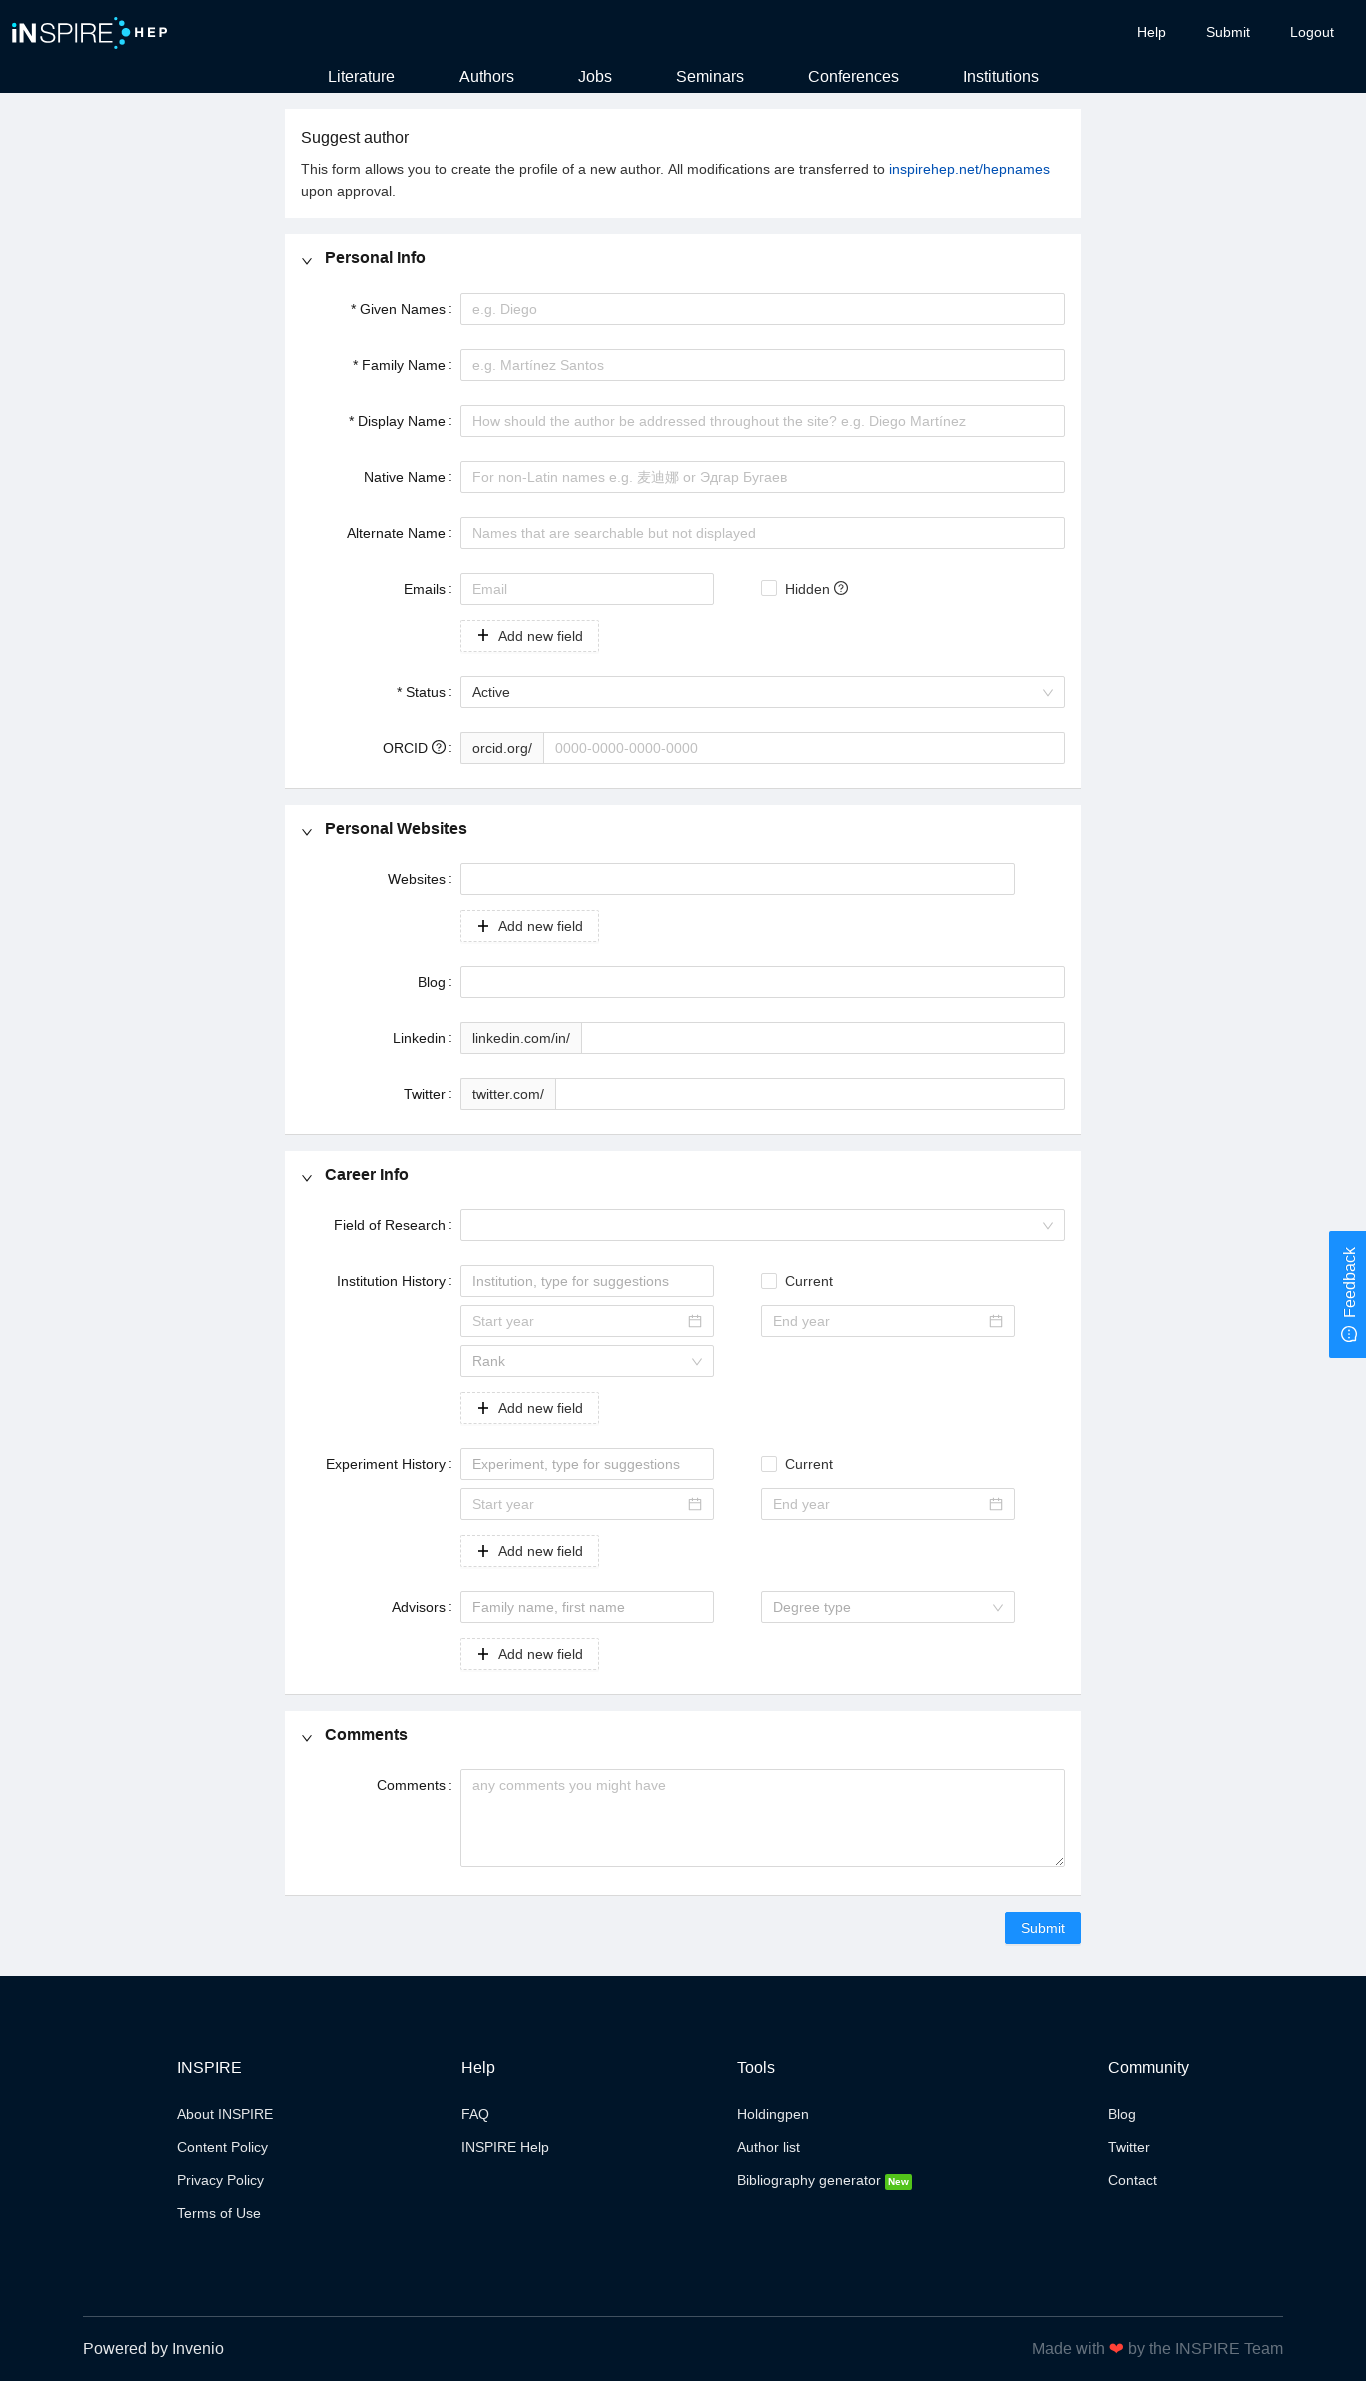 iNSPIRE HEP
Help Submit Logout
Literature Authors Jobs Seminars Conferences Institutions
Suggest author
This form allows you to create the profile of a new author. All modifications are transferred to inspirehep.net/hepnames
upon approval.
Personal Info
* Given Names: e.g. Diego
* Family Name: e.g. Martínez Santos
* Display Name: How should the author be addressed throughout the site? e.g. Diego Martínez
Native Name: For non-Latin names e.g. 麦迪娜 or Эдгар Бугаев
Alternate Name: Names that are searchable but not displayed
Emails: Email Hidden
Add new field
* Status: Active
ORCID : orcid.org/ 0000-0000-0000-0000
Personal Websites
Websites:
Add new field
Blog:
Linkedin: linkedin.com/in/
Twitter: twitter.com/
Career Info
Field of Research:
Institution History: Institution, type for suggestions Current
Start year End year
Rank
Add new field
Experiment History: Experiment, type for suggestions Current
Start year End year
Add new field
Advisors: Family name, first name Degree type
Add new field
Feedback
Comments
Comments: any comments you might have
Submit
INSPIRE
About INSPIRE
Content Policy
Privacy Policy
Terms of Use
Help
FAQ
INSPIRE Help
Tools
Holdingpen
Author list
Bibliography generator New
Community
Blog
Twitter
Contact
Powered by Invenio
Made with ❤ by the INSPIRE Team